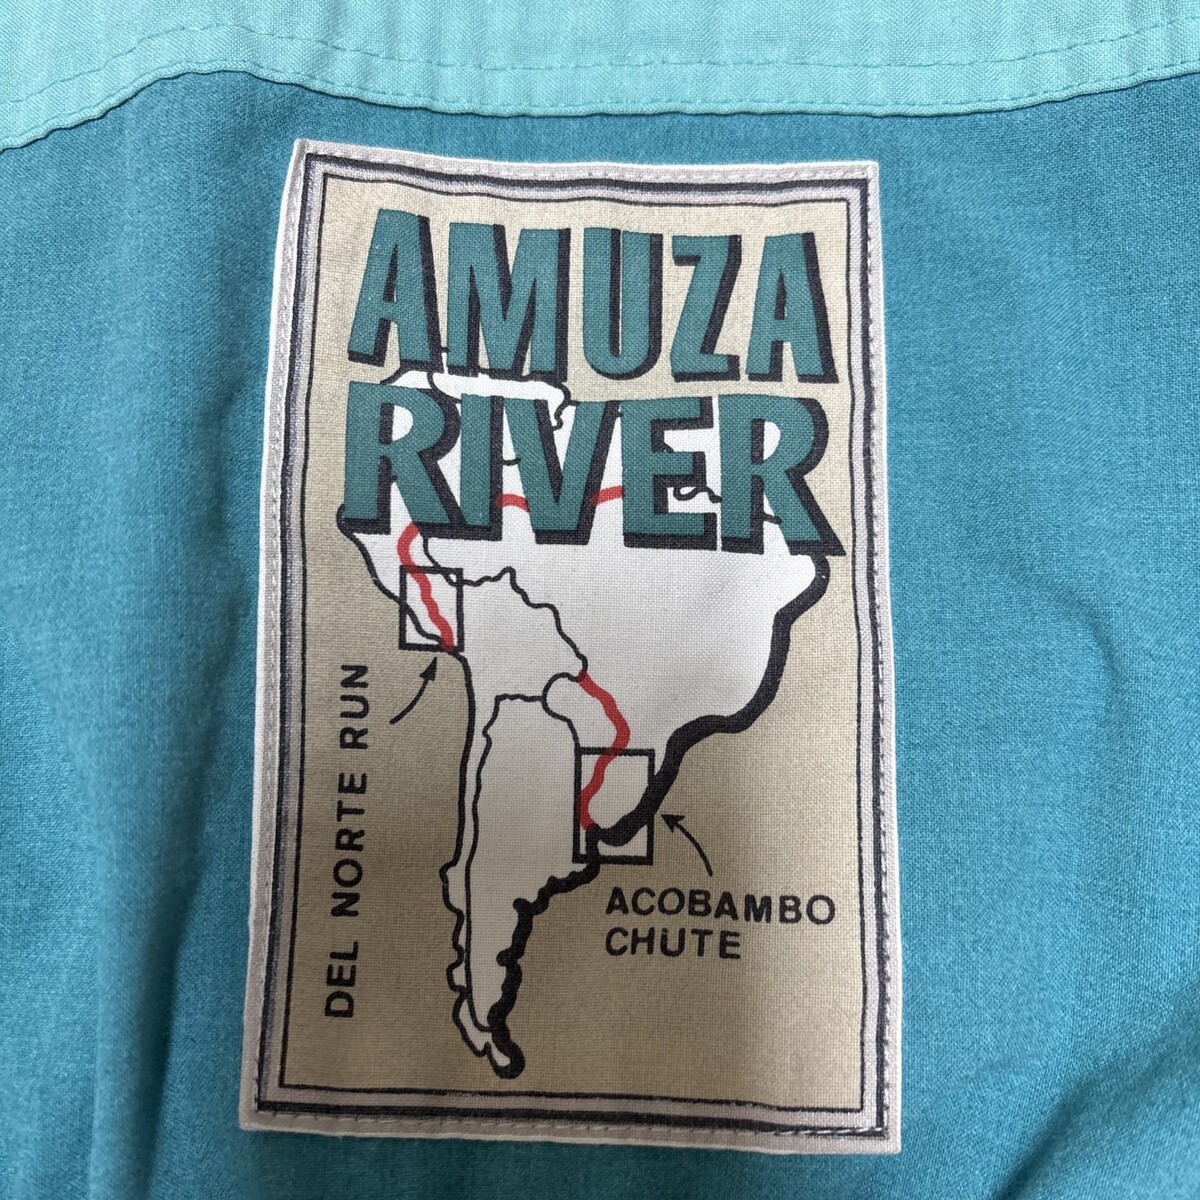 AMUZA
RIVER
DEL NORTE RUN
ACOBAMBO
CHUTE